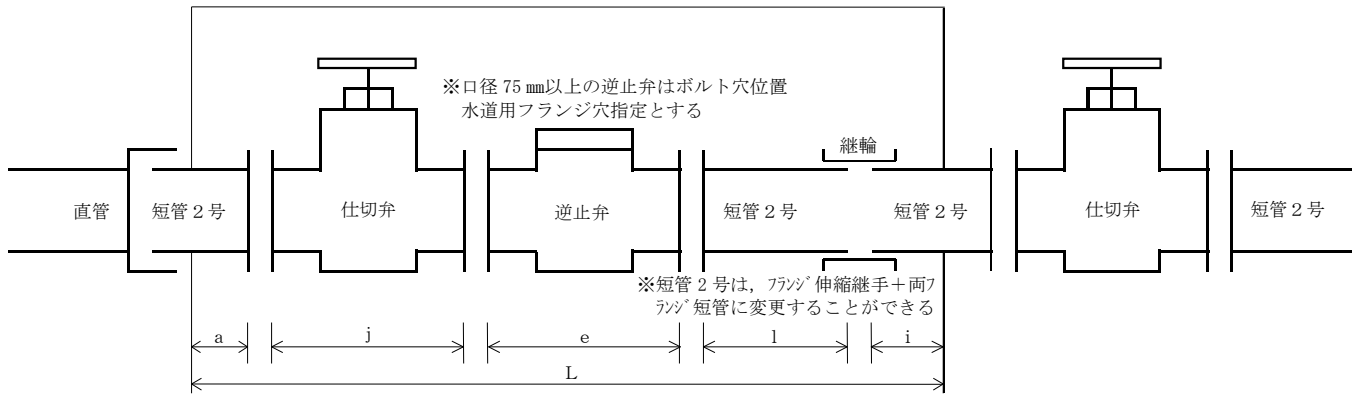 ※口径 75 ㎜以上の逆止弁はボルト穴位置
水道用フランジ穴指定とする
継輪
直管
短管２号
仕切弁
逆止弁
短管２号
短管２号
仕切弁
短管２号
※短管 2 号は，ﾌﾗﾝｼﾞ伸縮継手＋両ﾌ
ﾗﾝｼﾞ短管に変更することができる
a
j
e
l
i
L